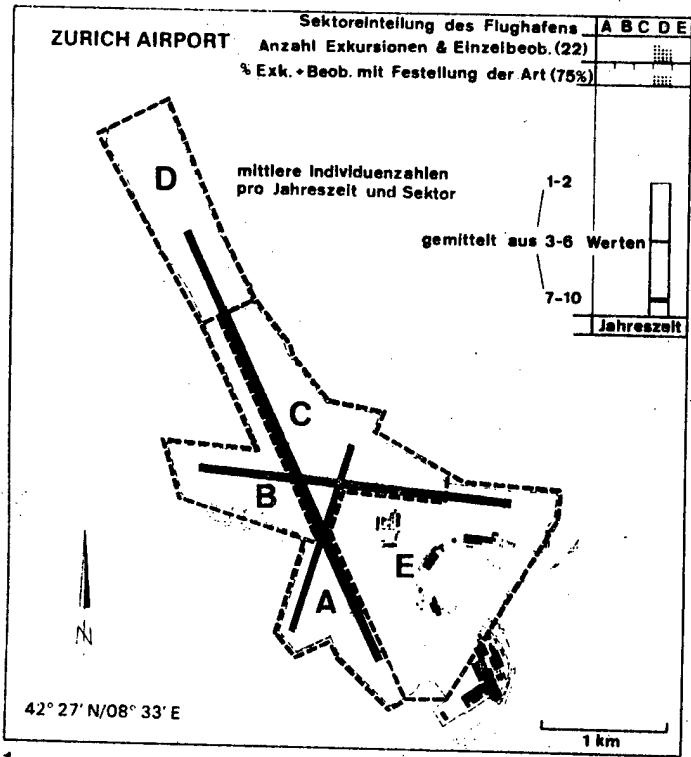 ZURICH AIRPORT
Sektoreinteilung des Flughafens A B C D E
Anzahl Exkursionen & Einzelbeob. (22)
% Exk. + Beob. mit Festellung der Art (75%)
mittlere Individuenzahlen
pro Jahreszeit und Sektor
1-2
gemittelt aus 3-6 Werten
7-10
Jahreszeit
D
C
B
E
A
N
42° 27' N/08° 33' E
1 km